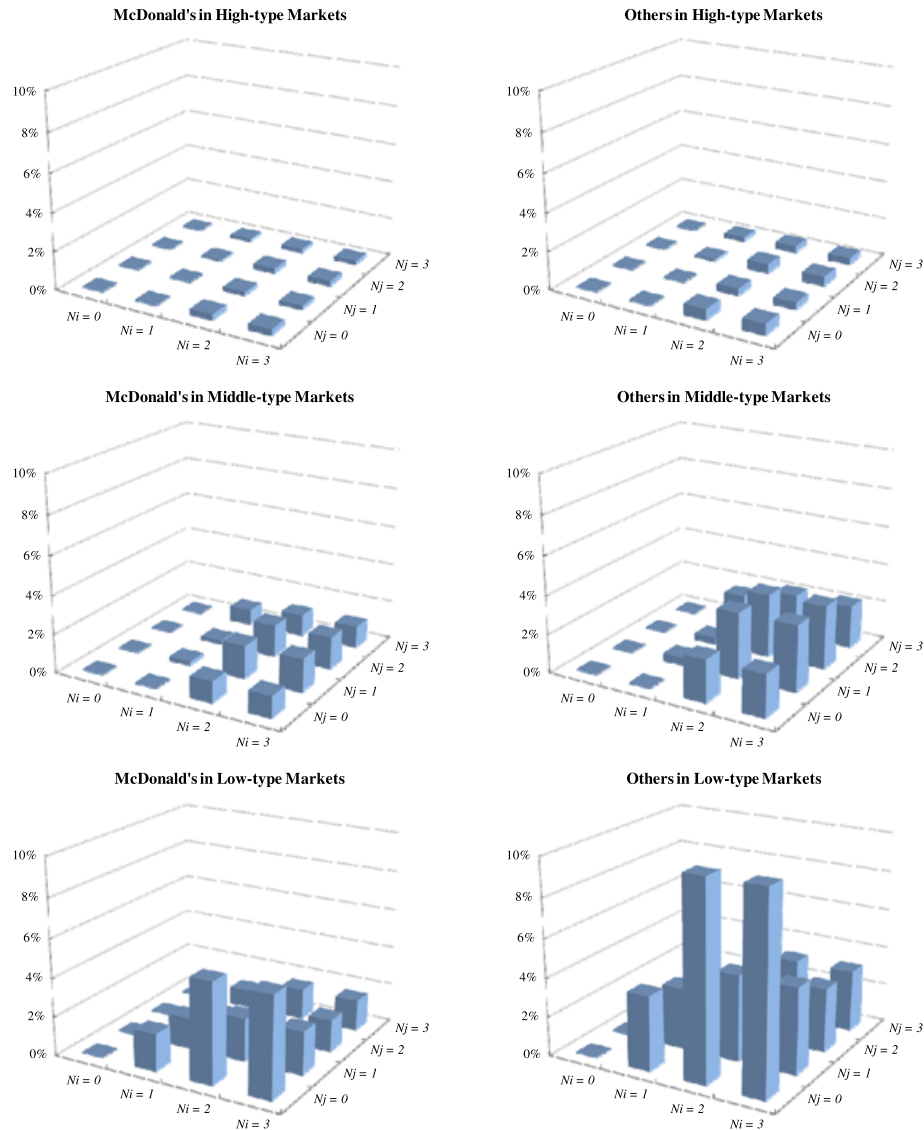 McDonald's in High-type Markets
10%
8%
6%
4%
2%
0%
Ni = 0
Ni = 1
Ni = 2
Ni = 3
Nj = 0
Nj = 1
Nj = 2
Nj = 3
Others in High-type Markets
10%
8%
6%
4%
2%
0%
Ni = 0
Ni = 1
Ni = 2
Ni = 3
Nj = 0
Nj = 1
Nj = 2
Nj = 3
McDonald's in Middle-type Markets
10%
8%
6%
4%
2%
0%
Ni = 0
Ni = 1
Ni = 2
Ni = 3
Nj = 0
Nj = 1
Nj = 2
Nj = 3
Others in Middle-type Markets
10%
8%
6%
4%
2%
0%
Ni = 0
Ni = 1
Ni = 2
Ni = 3
Nj = 0
Nj = 1
Nj = 2
Nj = 3
McDonald's in Low-type Markets
10%
8%
6%
4%
2%
0%
Ni = 0
Ni = 1
Ni = 2
Ni = 3
Nj = 0
Nj = 1
Nj = 2
Nj = 3
Others in Low-type Markets
10%
8%
6%
4%
2%
0%
Ni = 0
Ni = 1
Ni = 2
Ni = 3
Nj = 0
Nj = 1
Nj = 2
Nj = 3